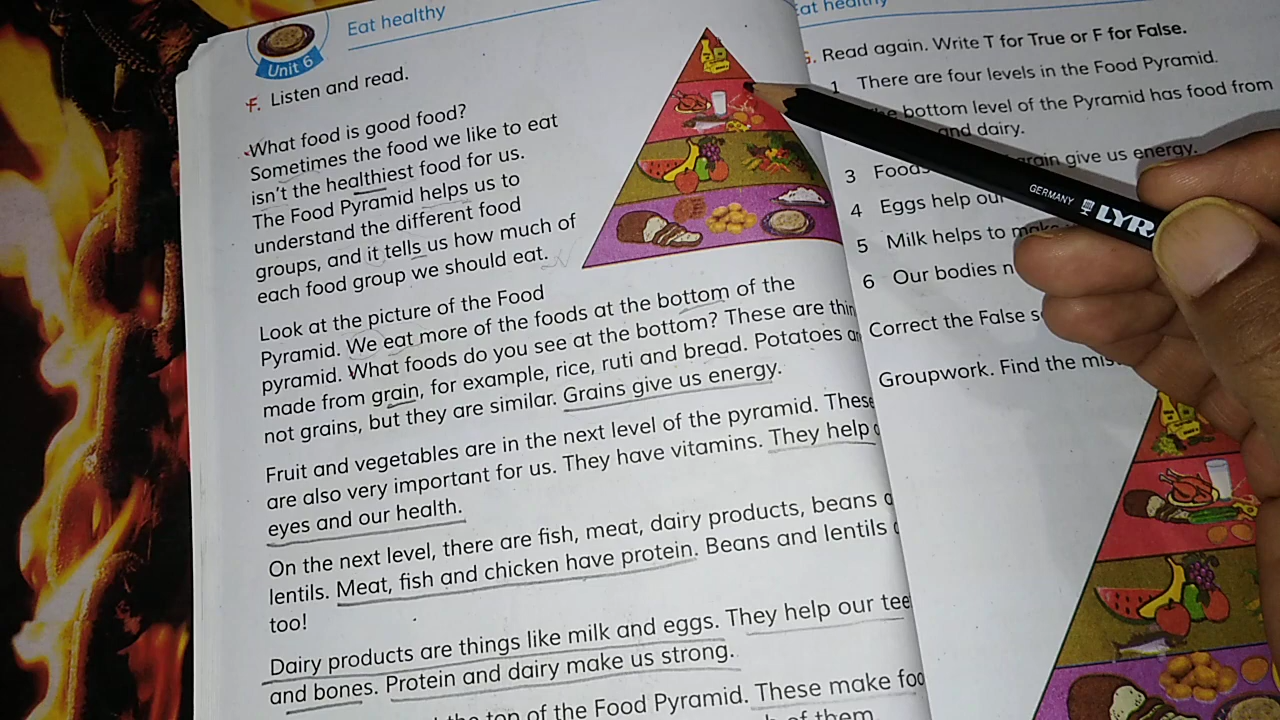 Eat healthy
Unit 6
F. Listen and read.
What food is good food?
Sometimes the food we like to eat
isn't the healthiest food for us.
The Food Pyramid helps us to
understand the different food
groups, and it tells us how much of
each food group we should eat.
Look at the picture of the Food
Pyramid. We eat more of the foods at the bottom of the
pyramid. What foods do you see at the bottom? These are
made from grain, for example, rice, ruti and bread. Potatoes
not grains, but they are similar. Grains give us energy.
Fruit and vegetables are in the next level of the pyramid. These
are also very important for us. They have vitamins. They help
eyes and our health.
On the next level, there are fish, meat, dairy products, beans
lentils. Meat, fish and chicken have protein. Beans and lentils
too!
Dairy products are things like milk and eggs. They help our
and bones. Protein and dairy make us strong.
top of the Food Pyramid. These make
of them
Eat healthy
Read again. Write T for True or F for False.
1 There are four levels in the Food Pyramid.
bottom level of the Pyramid has food from
and dairy.
3 give us energy.
4 Eggs help
5 Milk helps to
6 Our bodies
Correct the False
Groupwork. Find the
GERMANY LYR